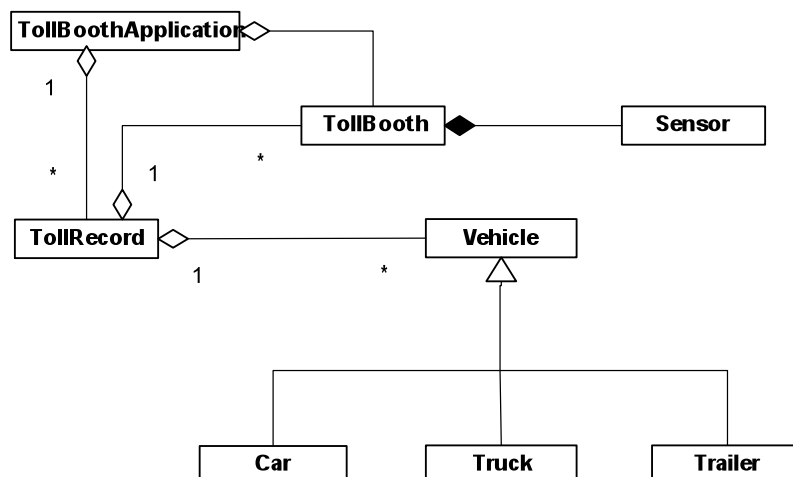 TollBoothApplication
1
TollBooth
Sensor
*
1
*
TollRecord
Vehicle
1
*
Car
Truck
Trailer